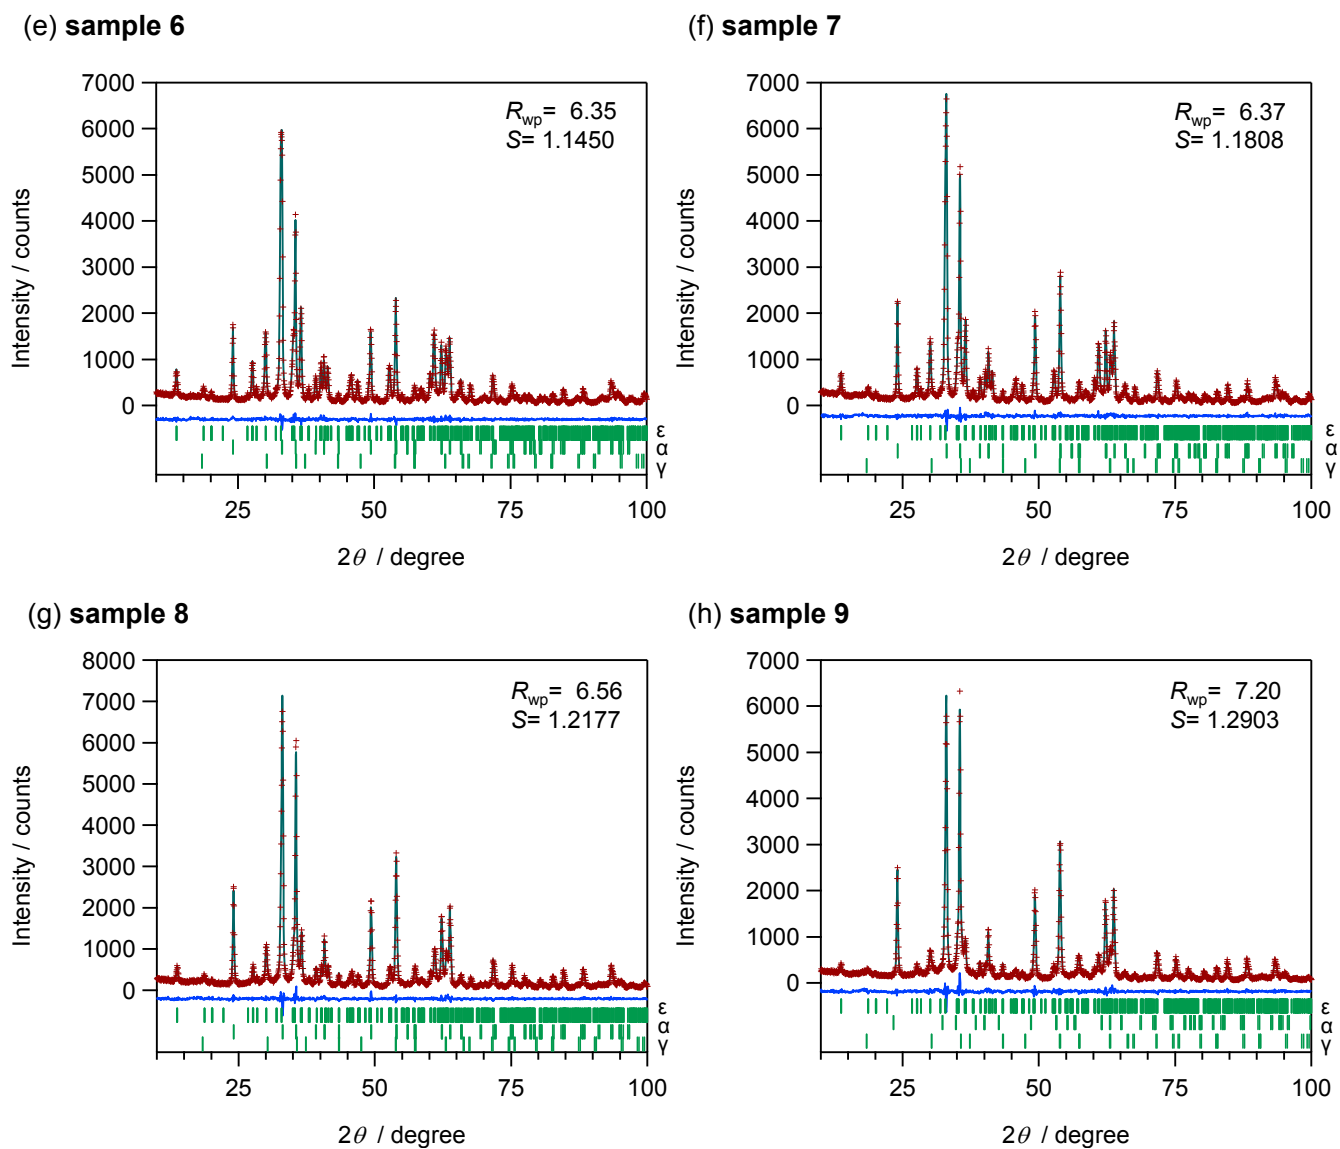 (e) sample 6
7000
6000
5000
4000
3000
2000
1000
0
Intensity / counts
Rwp= 6.35
S= 1.1450
ε
α
γ
25 50 75 100
2θ / degree
(f) sample 7
7000
6000
5000
4000
3000
2000
1000
0
Intensity / counts
Rwp= 6.37
S= 1.1808
ε
α
γ
25 50 75 100
2θ / degree
(g) sample 8
8000
7000
6000
5000
4000
3000
2000
1000
0
Intensity / counts
Rwp= 6.56
S= 1.2177
ε
α
γ
25 50 75 100
2θ / degree
(h) sample 9
7000
6000
5000
4000
3000
2000
1000
0
Intensity / counts
Rwp= 7.20
S= 1.2903
ε
α
γ
25 50 75 100
2θ / degree